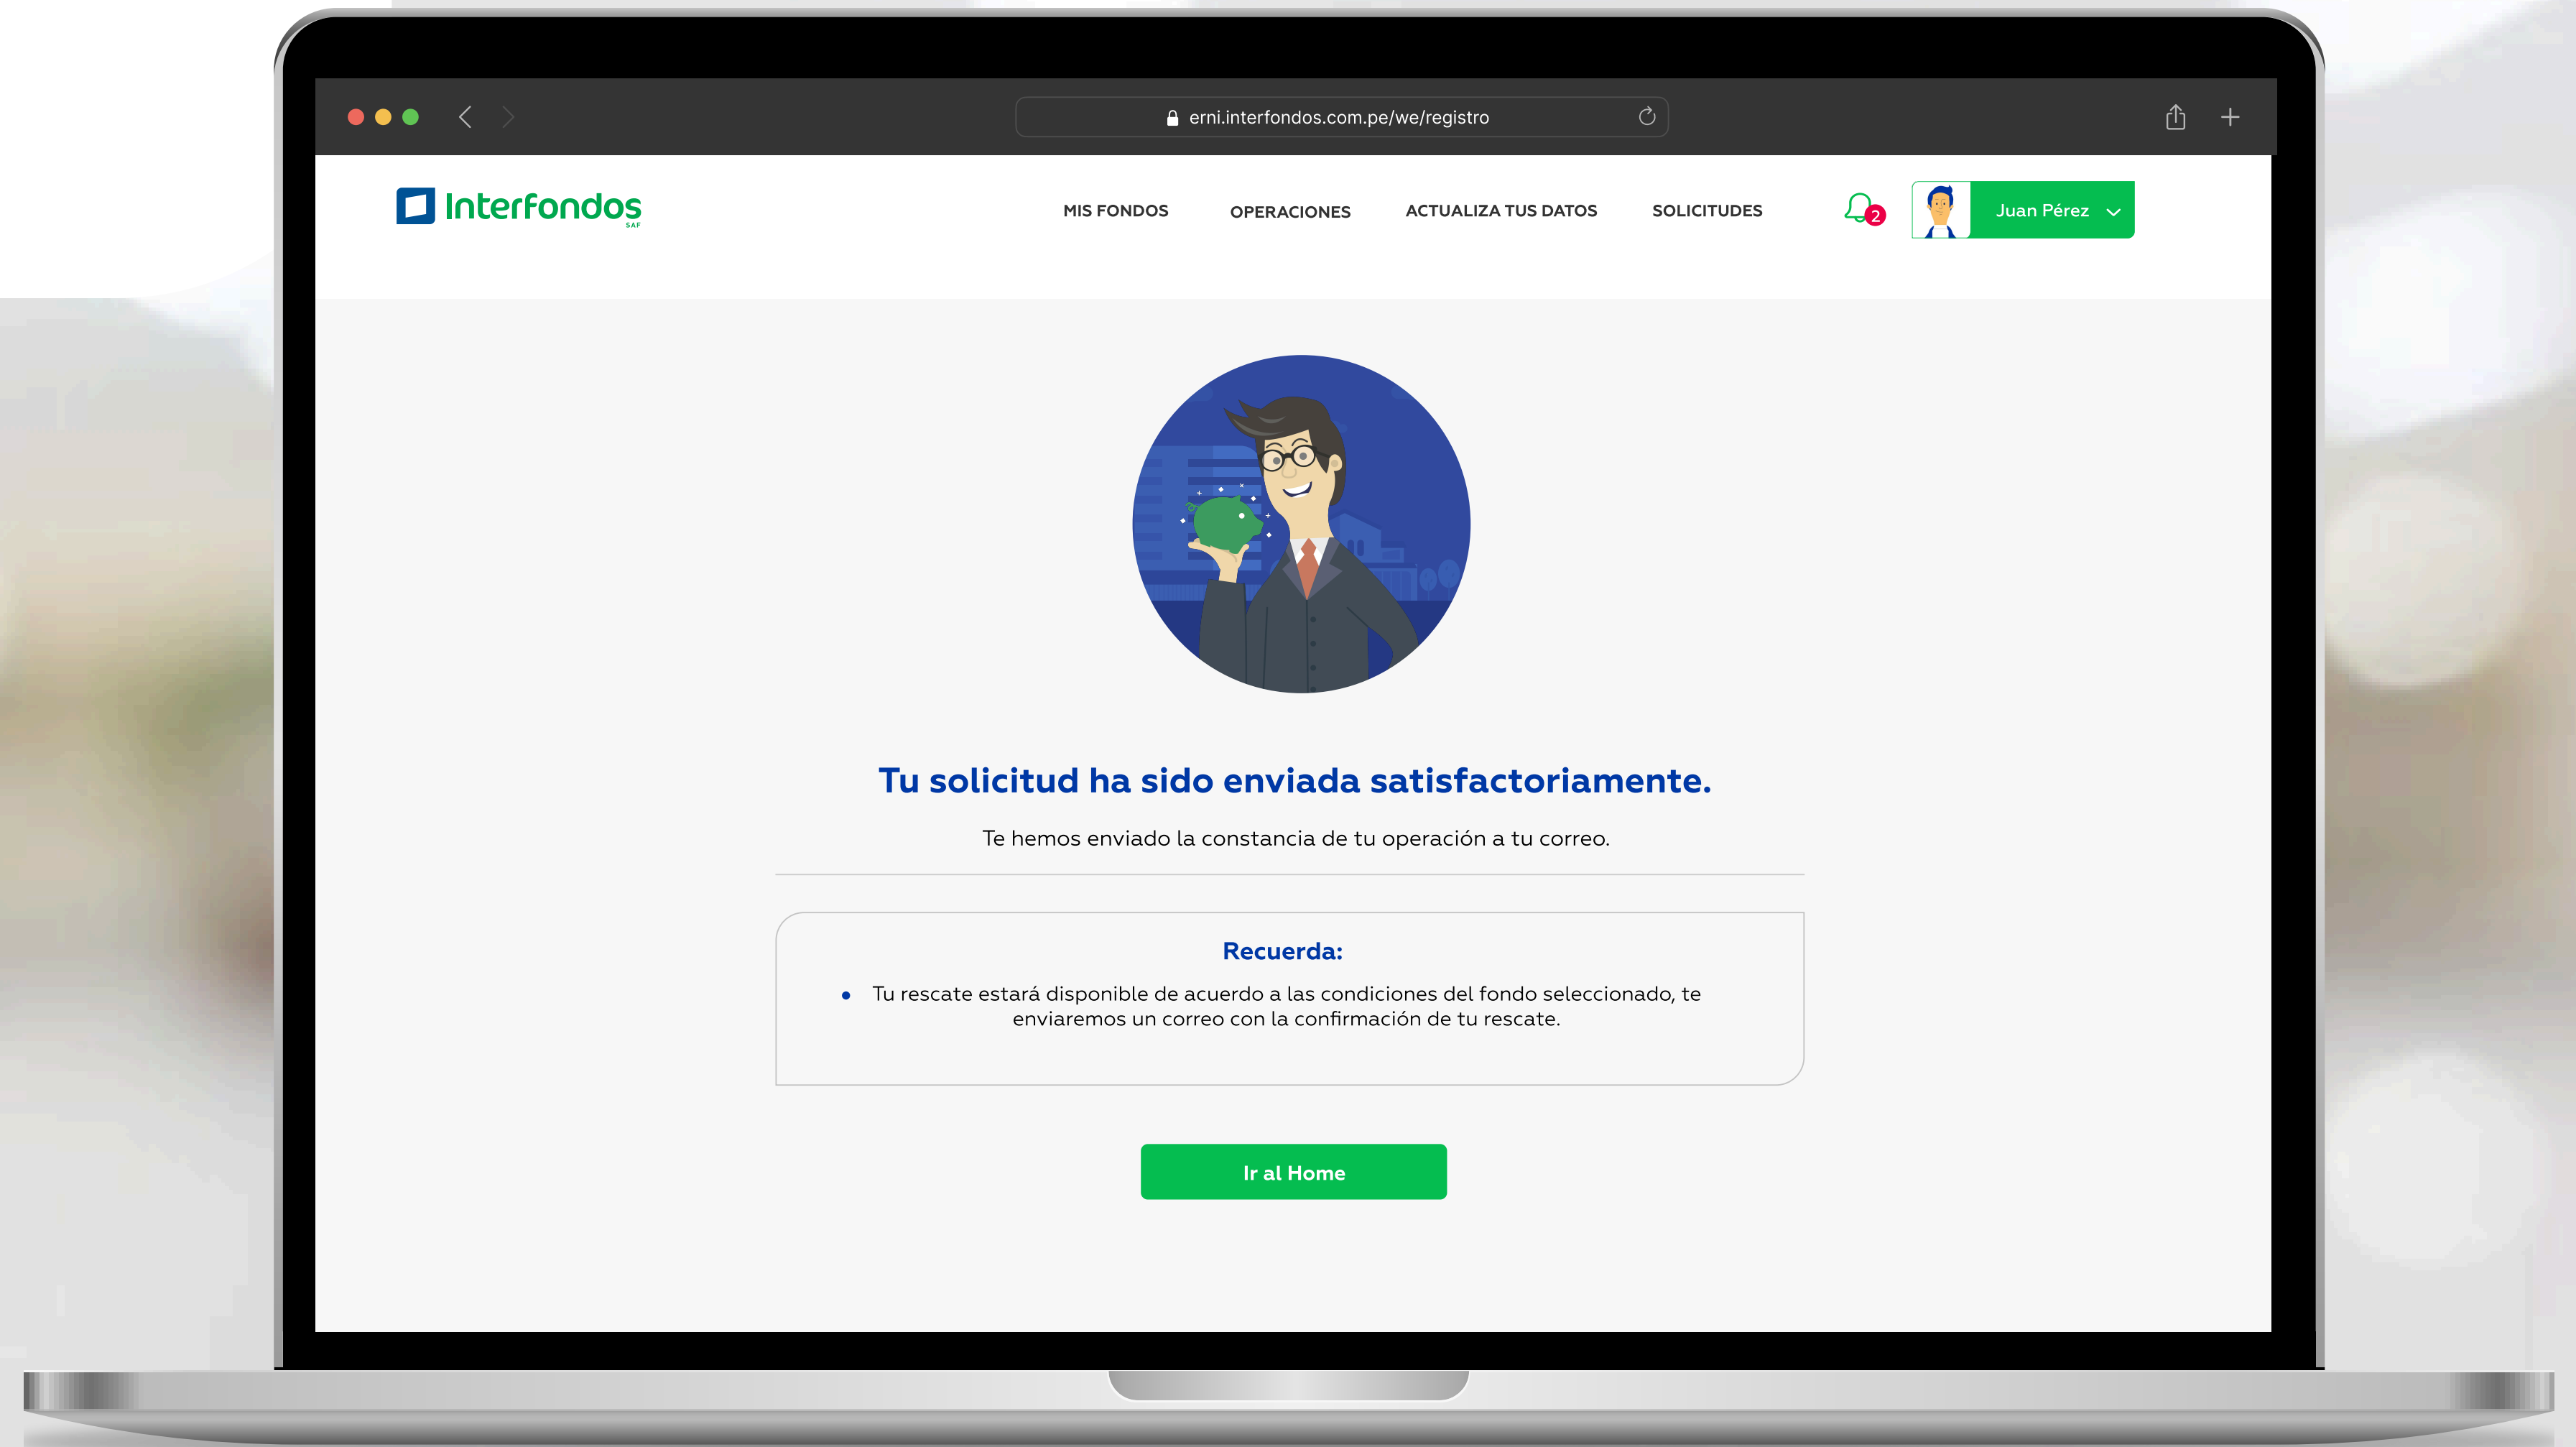 erni.interfondos.com.pe/we/registro
Interfondos
SAF
MIS FONDOS
OPERACIONES
ACTUALIZA TUS DATOS
SOLICITUDES
2
Juan Pérez
Tu solicitud ha sido enviada satisfactoriamente.
Te hemos enviado la constancia de tu operación a tu correo.
Recuerda:
• Tu rescate estará disponible de acuerdo a las condiciones del fondo seleccionado, te
enviaremos un correo con la confirmación de tu rescate.
Ir al Home